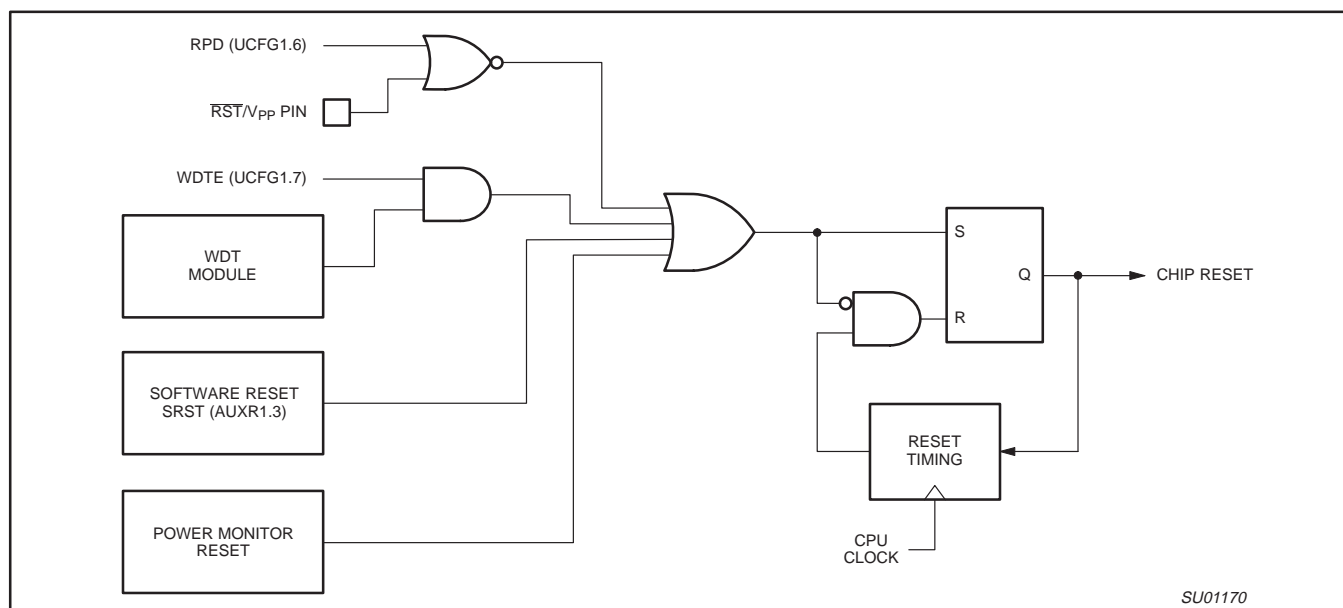 RPD (UCFG1.6)
RST/VPP PIN
WDTE (UCFG1.7)
WDT
MODULE
SOFTWARE RESET
SRST (AUXR1.3)
POWER MONITOR
RESET
S
Q
R
CHIP RESET
RESET
TIMING
CPU
CLOCK
SU01170